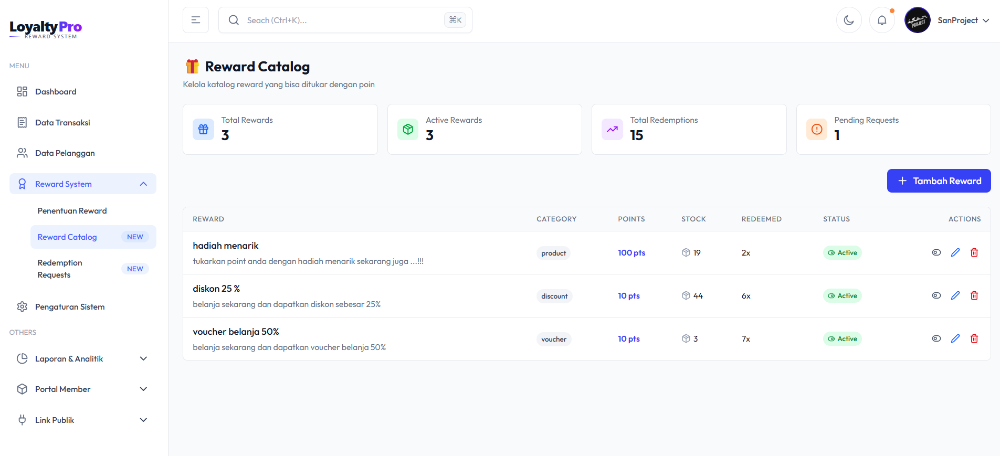 LoyaltyPro
REWARD SYSTEM
Seach (Ctrl+K)...
⌘K
SanProject
MENU
Dashboard
Data Transaksi
Data Pelanggan
Reward System
Penentuan Reward
Reward Catalog NEW
Redemption
Requests
NEW
Pengaturan Sistem
OTHERS
Laporan & Analitik
Portal Member
Link Publik
Reward Catalog
Kelola katalog reward yang bisa ditukar dengan poin
Total Rewards
3
Active Rewards
3
Total Redemptions
15
Pending Requests
1
Tambah Reward
REWARD CATEGORY POINTS STOCK REDEEMED STATUS ACTIONS
hadiah menarik
tukarkan point anda dengan hadiah menarik sekarang juga ...!!!
product 100 pts 19 2x Active
diskon 25 %
belanja sekarang dan dapatkan diskon sebesar 25%
discount 10 pts 44 6x Active
voucher belanja 50%
belanja sekarang dan dapatkan voucher belanja 50%
voucher 10 pts 3 7x Active